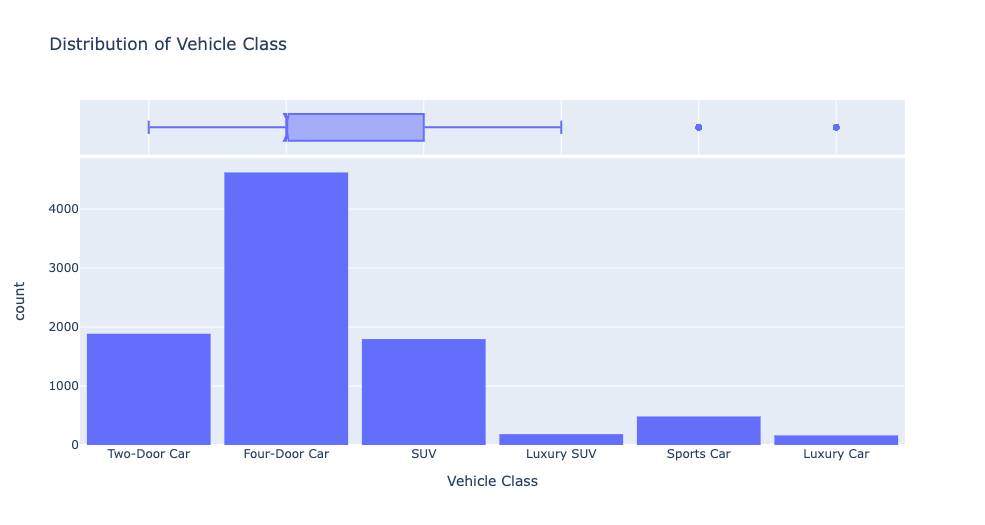 Distribution of Vehicle Class
4000
3000
2000
1000
0
count
Two-Door Car
Four-Door Car
SUV
Luxury SUV
Sports Car
Luxury Car
Vehicle Class